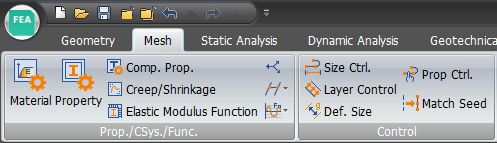 FEA
Geometry Mesh Static Analysis Dynamic Analysis Geotechnica
Material Property
Comp. Prop.
Creep/Shrinkage
Elastic Modulus Function
Prop./CSys./Func.
Size Ctrl.
Layer Control
Def. Size
Prop Ctrl.
Match Seed
Control